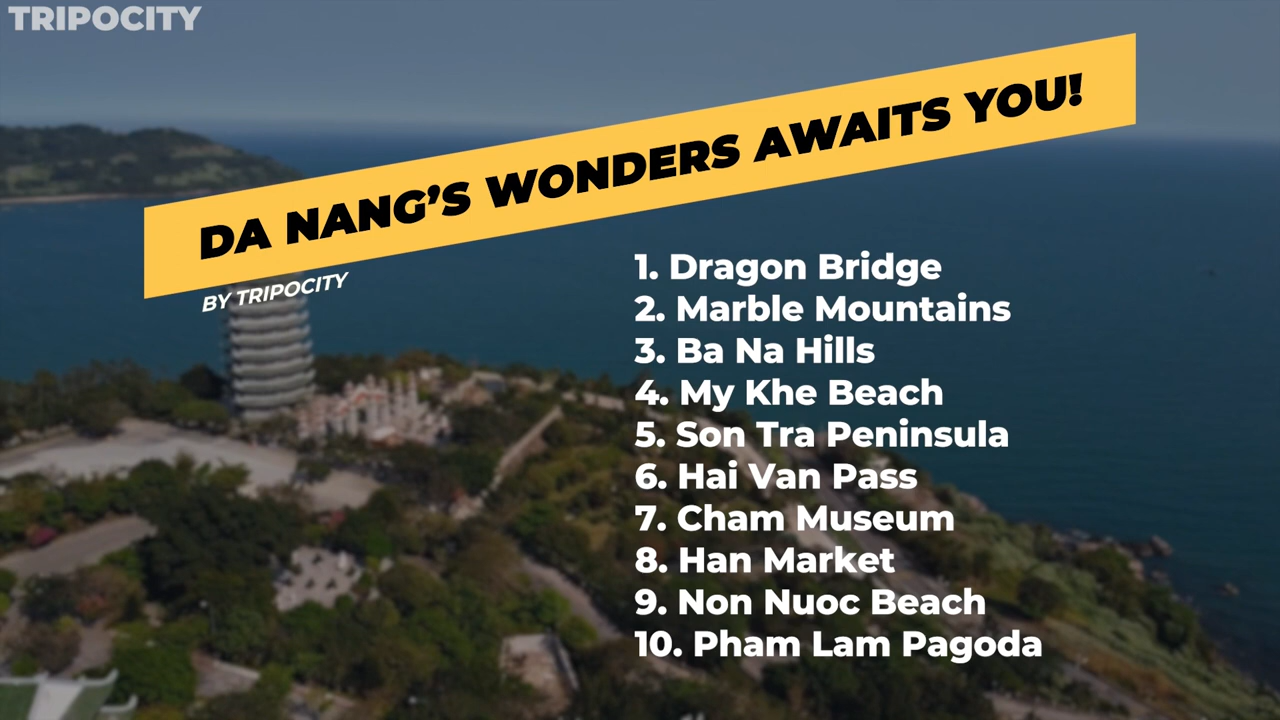 TRIPOCITY
DA NANG'S WONDERS AWAITS YOU!
BY TRIPOCITY
1. Dragon Bridge
2. Marble Mountains
3. Ba Na Hills
4. My Khe Beach
5. Son Tra Peninsula
6. Hai Van Pass
7. Cham Museum
8. Han Market
9. Non Nuoc Beach
10. Pham Lam Pagoda